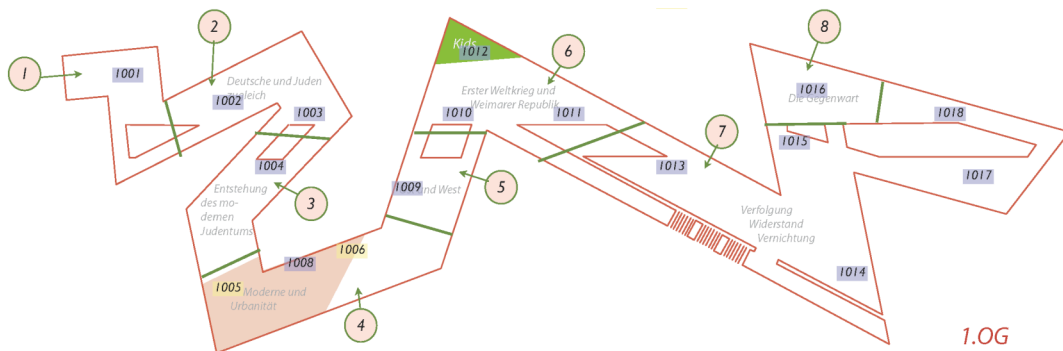 1
1001
2
1002
Deutsche und Juden
zugleich
1003
1004
3
Entstehung
des mo-
dernen
Judentums
1005
1008
1006
Moderne und
Urbanität
4
Kids
1012
6
Erster Weltkrieg und
Weimarer Republik
1010
1011
1009
nd West
5
1013
7
8
1016
Die Gegenwart
1015
1018
1017
Verfolgung
Widerstand
Vernichtung
1014
1.OG